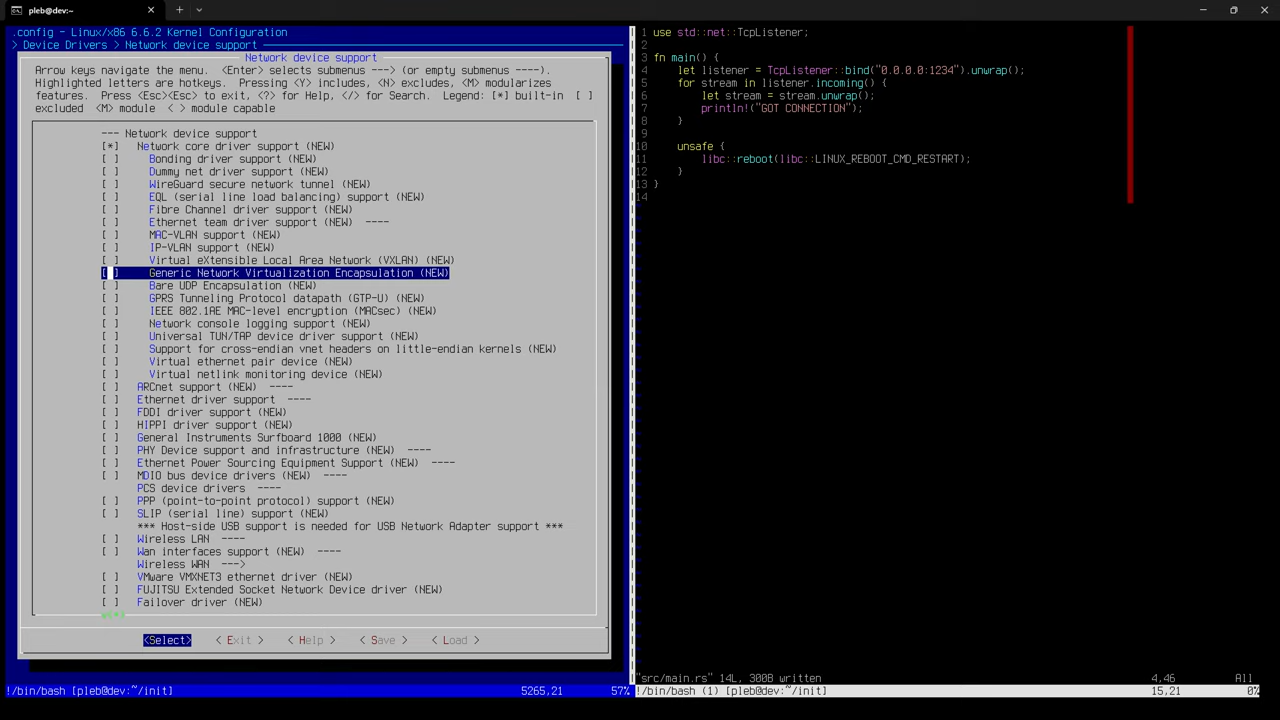 pleb@dev:~
.config - Linux/x86 6.6.2 Kernel Configuration
> Device Drivers > Network device support
Network device support
Arrow keys navigate the menu. <Enter> selects submenus ---> (or empty submenus ----).
Highlighted letters are hotkeys. Pressing <Y> includes, <N> excludes, <M> modularizes
features. Press <Esc><Esc> to exit, <?> for Help, </> for Search. Legend: [*] built-in [ ]
excluded <M> module < > module capable
--- Network device support
[*] Network core driver support (NEW)
[ ] Bonding driver support (NEW)
[ ] Dummy net driver support (NEW)
[ ] WireGuard secure network tunnel (NEW)
[ ] EQL (serial line load balancing) support (NEW)
[ ] Fibre Channel driver support (NEW)
[ ] Ethernet team driver support (NEW) ----
[ ] MAC-VLAN support (NEW)
[ ] IP-VLAN support (NEW)
[ ] Virtual eXtensible Local Area Network (VXLAN) (NEW)
[ ] Generic Network Virtualization Encapsulation (NEW)
[ ] Bare UDP Encapsulation (NEW)
[ ] GPRS Tunneling Protocol datapath (GTP-U) (NEW)
[ ] IEEE 802.1AE MAC-level encryption (MACsec) (NEW)
[ ] Network console logging support (NEW)
[ ] Universal TUN/TAP device driver support (NEW)
[ ] Support for cross-endian vnet headers on little-endian kernels (NEW)
[ ] Virtual ethernet pair device (NEW)
[ ] Virtual netlink monitoring device (NEW)
[ ] ARCnet support (NEW) ----
[ ] Ethernet driver support ----
[ ] FDDI driver support (NEW)
[ ] HIPPI driver support (NEW)
[ ] General Instruments Surfboard 1000 (NEW)
[ ] PHY Device support and infrastructure (NEW) ----
[ ] Ethernet Power Sourcing Equipment Support (NEW) ----
[ ] MDIO bus device drivers (NEW) ----
PCS device drivers ----
[ ] PPP (point-to-point protocol) support (NEW)
[ ] SLIP (serial line) support (NEW)
*** Host-side USB support is needed for USB Network Adapter support ***
[ ] Wireless LAN ----
[ ] Wan interfaces support (NEW) ----
Wireless WAN --->
[ ] VMware VMXNET3 ethernet driver (NEW)
[ ] FUJITSU Extended Socket Network Device driver (NEW)
[ ] Failover driver (NEW)
<Select> < Exit > < Help > < Save > < Load >
!/bin/bash [pleb@dev:~/init] 5265,21 57%
1 use std::net::TcpListener;
2
3 fn main() {
4 let listener = TcpListener::bind("0.0.0.0:1234").unwrap();
5 for stream in listener.incoming() {
6 let stream = stream.unwrap();
7 println!("GOT CONNECTION");
8 }
9
10 unsafe {
11 libc::reboot(libc::LINUX_REBOOT_CMD_RESTART);
12 }
13 }
14
"src/main.rs" 14L, 300B written 4,46 All
!/bin/bash (1) [pleb@dev:~/init] 15,21 0%